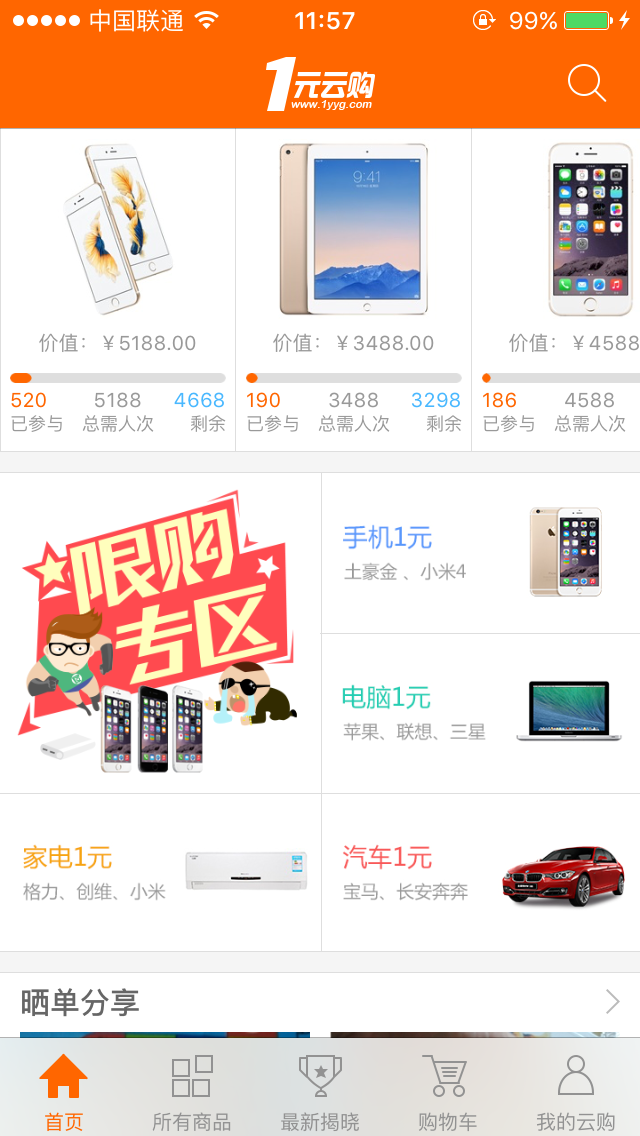 中国联通 11:57 99%
1元云购
www.1yyg.com
9:41
价值：￥5188.00 价值：￥3488.00 价值：￥4588
520 5188 4668 190 3488 3298 186 4588
已参与 总需人次 剩余 已参与 总需人次 剩余 已参与 总需人次
限购
专区
手机1元
土豪金 、小米4
电脑1元
苹果、联想、三星
家电1元
格力、创维、小米
汽车1元
宝马、长安奔奔
晒单分享
首页 所有商品 最新揭晓 购物车 我的云购